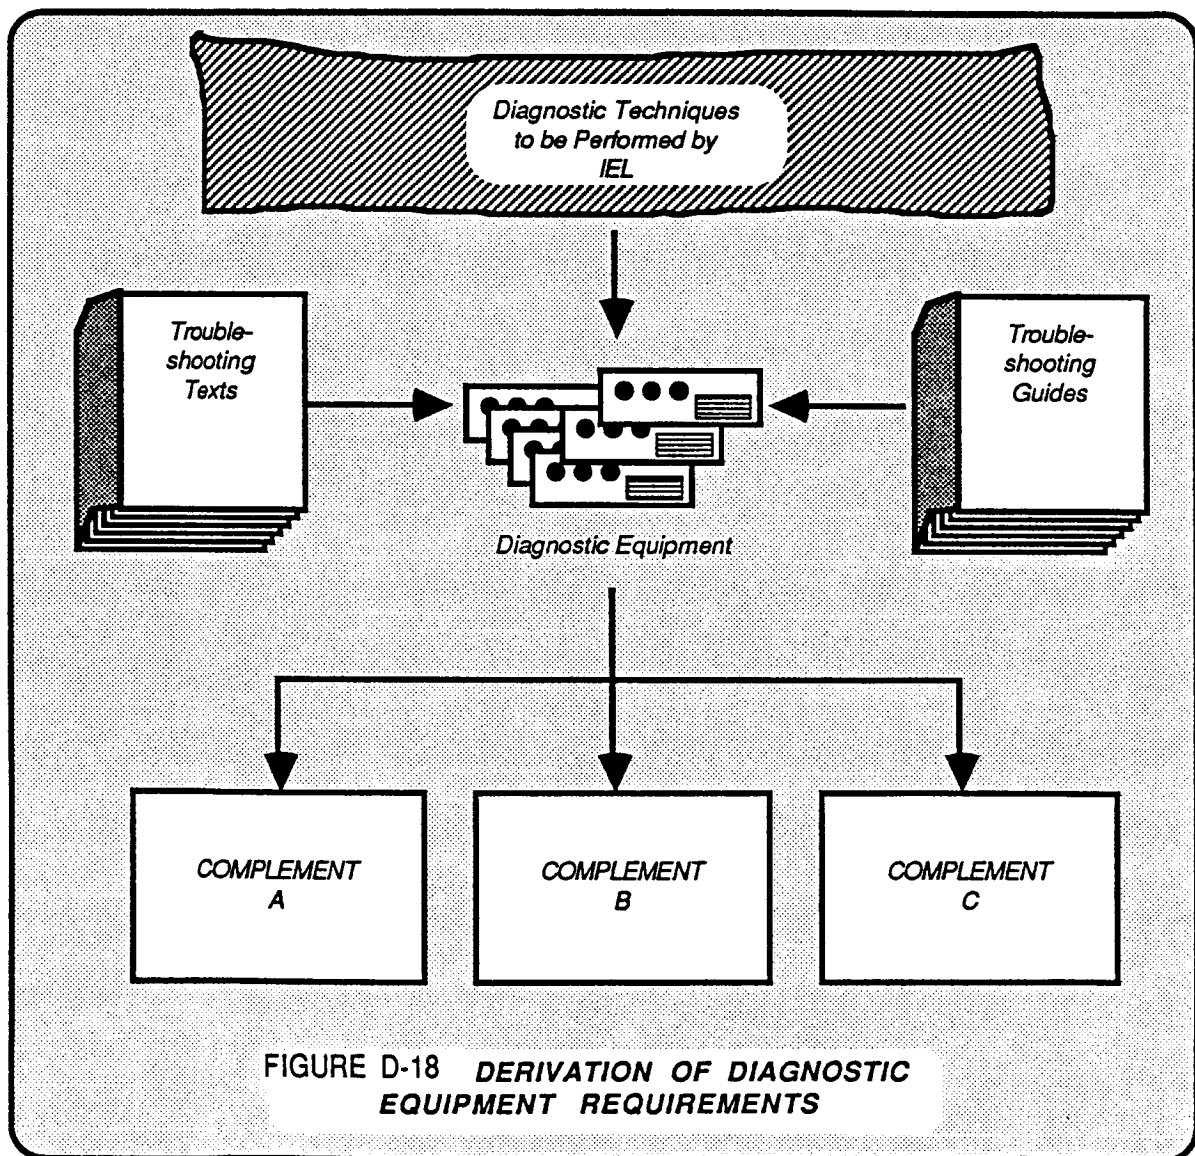 Diagnostic Techniques
to be Performed by
IEL
Trouble-
shooting
Texts
Trouble-
shooting
Guides
Diagnostic Equipment
COMPLEMENT
A
COMPLEMENT
B
COMPLEMENT
C
FIGURE D-18 DERIVATION OF DIAGNOSTIC
EQUIPMENT REQUIREMENTS